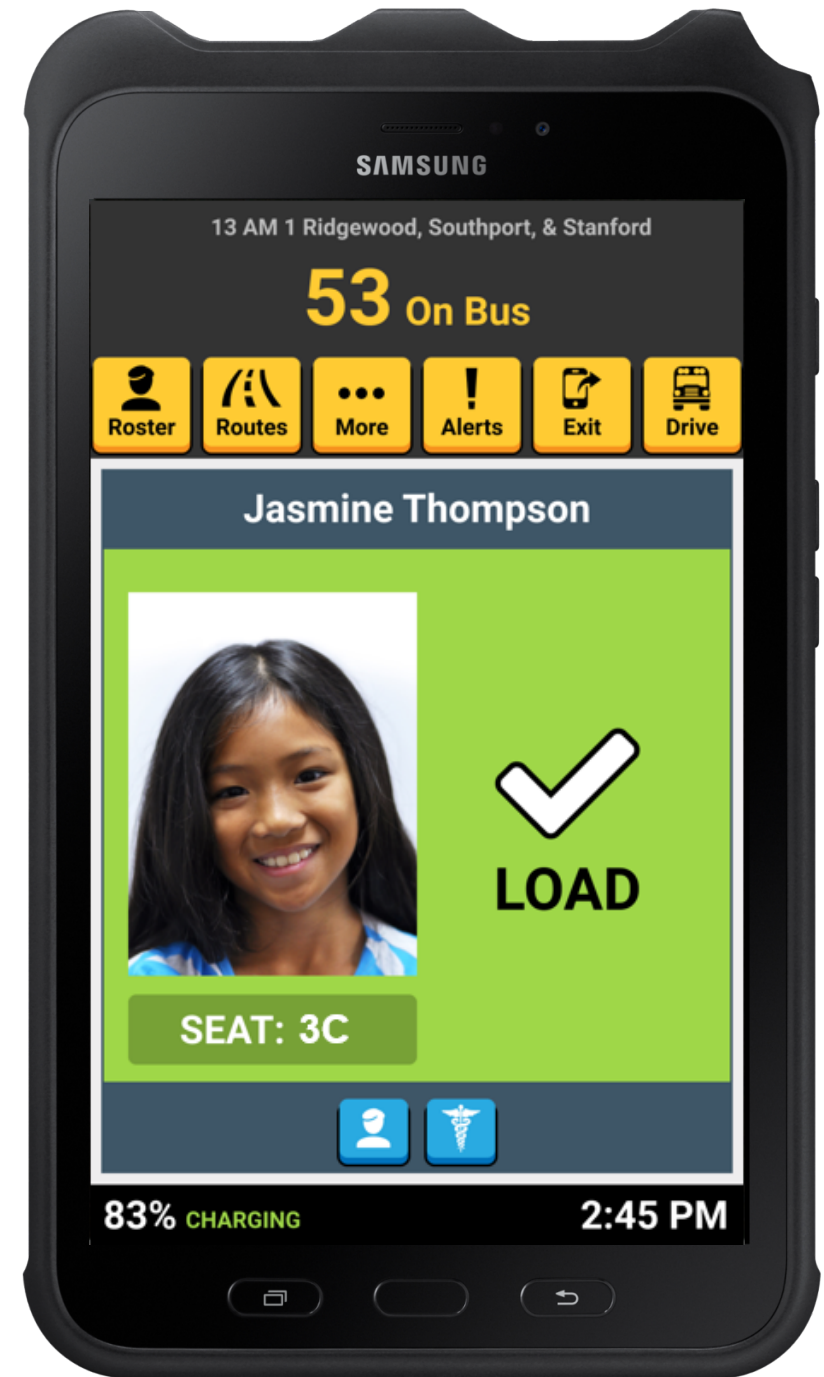 SAMSUNG
13 AM 1 Ridgewood, Southport, & Stanford
53 On Bus
Roster Routes More Alerts Exit Drive
Jasmine Thompson
LOAD
SEAT: 3C
83% CHARGING 2:45 PM